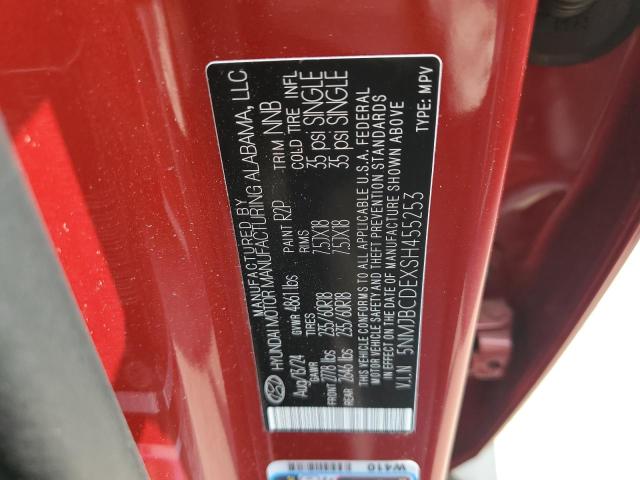 MANUFACTURED BY
HYUNDAI MOTOR MANUFACTURING ALABAMA, LLC
Aug/13/24 GVWR 4861 lbs PAINT R2P TRIM NNB
GAWR TIRES RIMS COLD TIRE INFL
FRONT 2778 lbs 235/60R18 7.5JX18 35 psi SINGLE
REAR 2646 lbs 235/60R18 7.5JX18 35 psi SINGLE
THIS VEHICLE CONFORMS TO ALL APPLICABLE U.S.A. FEDERAL
MOTOR VEHICLE SAFETY AND THEFT PREVENTION STANDARDS
IN EFFECT ON THE DATE OF MANUFACTURE SHOWN ABOVE
V.I.N 5NMJBCDEXSH455253 TYPE: MPV
W410